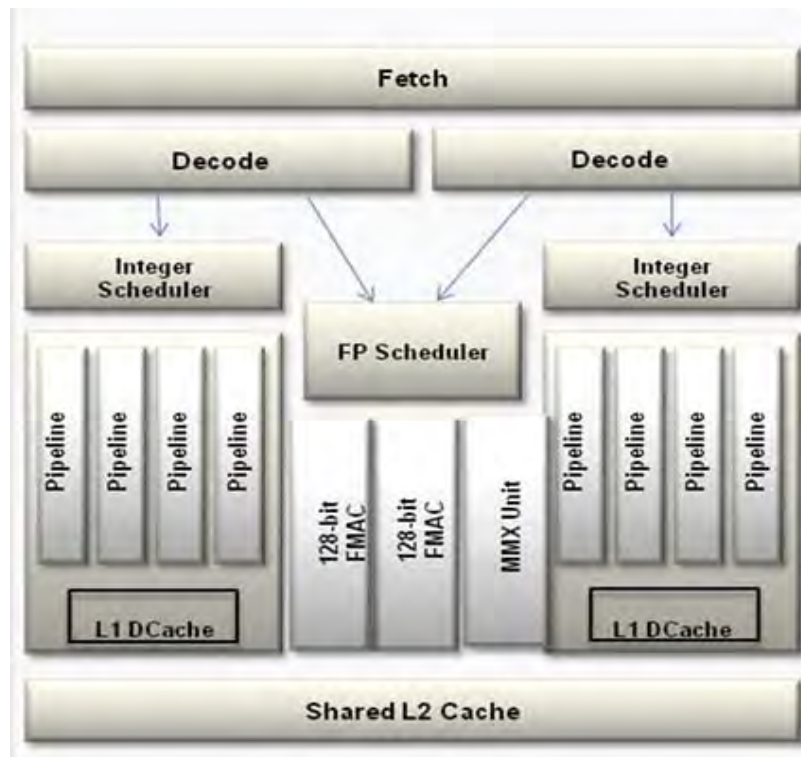 Fetch
Decode
Decode
Integer
Scheduler
Integer
Scheduler
FP Scheduler
Pipeline
Pipeline
Pipeline
Pipeline
128-bit
FMAC
128-bit
FMAC
MMX Unit
Pipeline
Pipeline
Pipeline
Pipeline
L1 DCache
L1 DCache
Shared L2 Cache